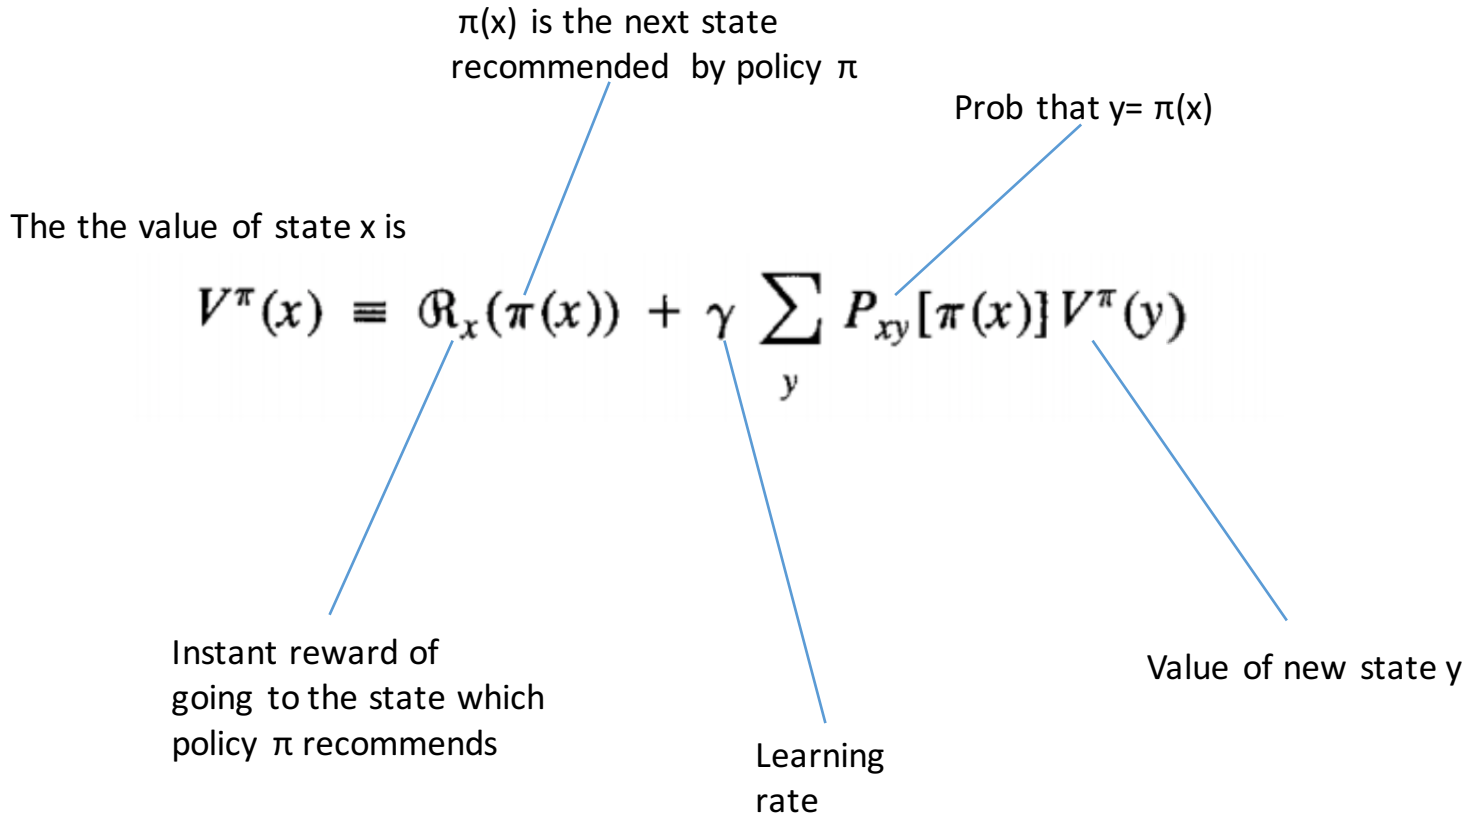 π(x) is the next state
recommended by policy π
Prob that y= π(x)
The the value of state x is
V^π(x) ≡ ℛ_x(π(x)) + γ ∑_y P_xy[π(x)]V^π(y)
Instant reward of
going to the state which
policy π recommends
Value of new state y
Learning
rate